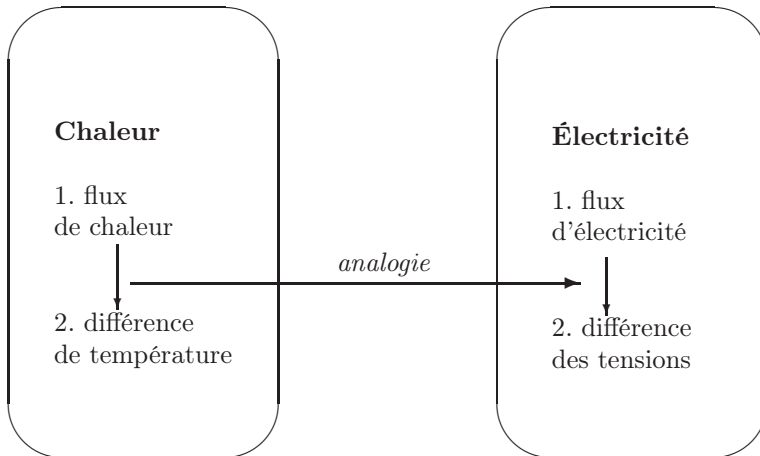 Chaleur
1. flux
de chaleur
2. différence
de température
analogie
Électricité
1. flux
d'électricité
2. différence
des tensions